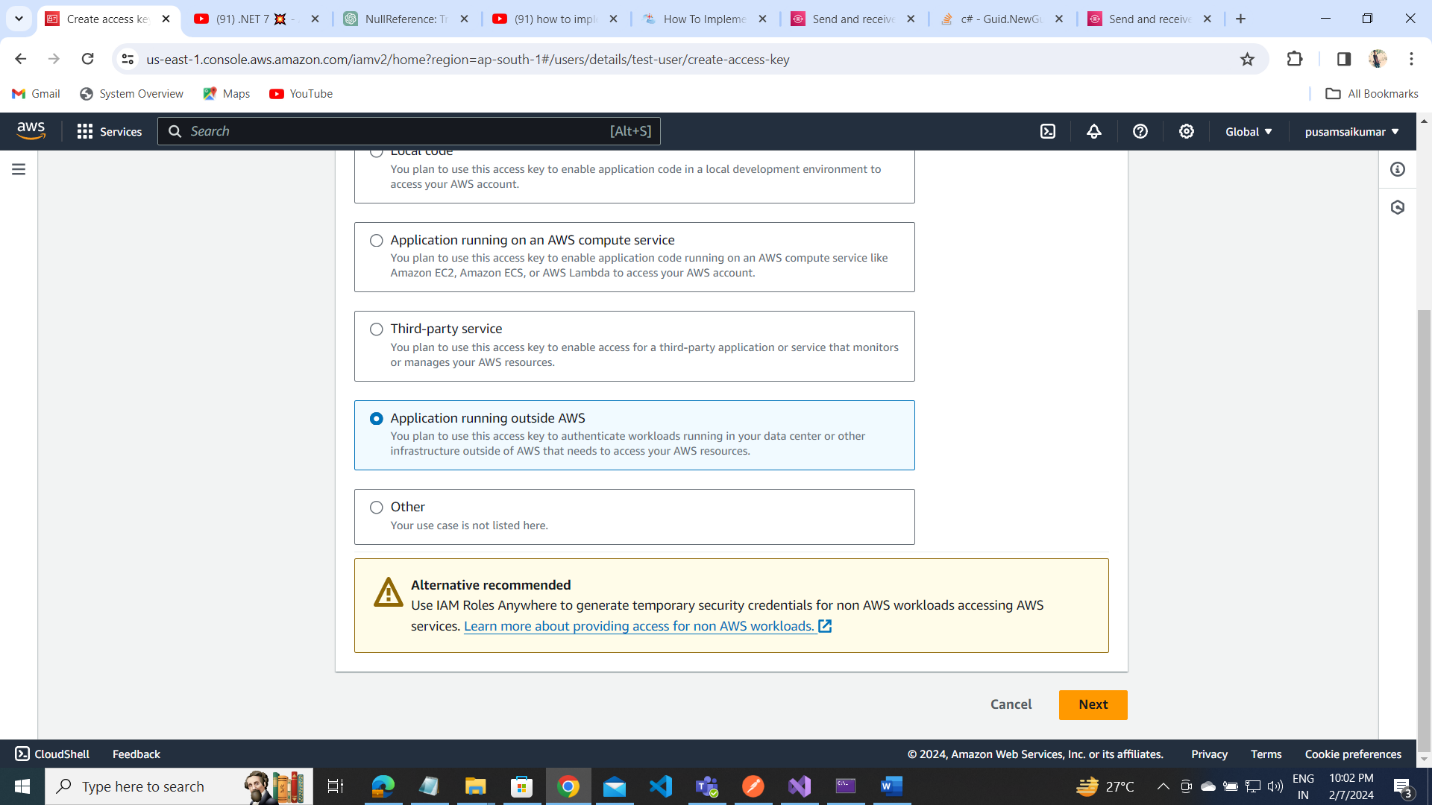 Create access key
(91) .NET 7 💥 -
NullReference: Tr
(91) how to imple
How To Impleme
Send and receive
c# - Guid.NewGu
Send and receive
us-east-1.console.aws.amazon.com/iamv2/home?region=ap-south-1#/users/details/test-user/create-access-key
Gmail
System Overview
Maps
YouTube
All Bookmarks
aws
Services
Search
[Alt+S]
Global
pusamsaikumar
Local code
You plan to use this access key to enable application code in a local development environment to
access your AWS account.
Application running on an AWS compute service
You plan to use this access key to enable application code running on an AWS compute service like
Amazon EC2, Amazon ECS, or AWS Lambda to access your AWS account.
Third-party service
You plan to use this access key to enable access for a third-party application or service that monitors
or manages your AWS resources.
Application running outside AWS
You plan to use this access key to authenticate workloads running in your data center or other
infrastructure outside of AWS that needs to access your AWS resources.
Other
Your use case is not listed here.
Alternative recommended
Use IAM Roles Anywhere to generate temporary security credentials for non AWS workloads accessing AWS
services. Learn more about providing access for non AWS workloads.
Cancel
Next
CloudShell
Feedback
© 2024, Amazon Web Services, Inc. or its affiliates.
Privacy
Terms
Cookie preferences
Type here to search
27°C
ENG
IN
10:02 PM
2/7/2024
3